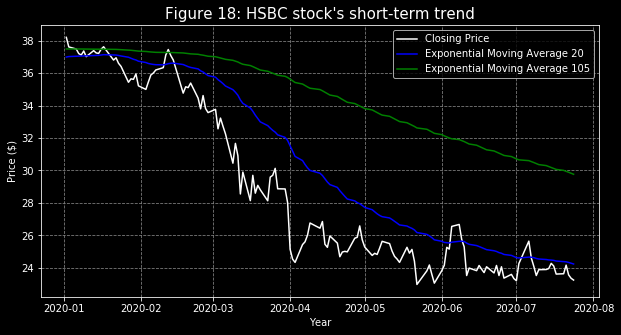 Figure 18: HSBC stock's short-term trend
Closing Price
Exponential Moving Average 20
Exponential Moving Average 105
Price ($)
38
36
34
32
30
28
26
24
2020-01 2020-02 2020-03 2020-04 2020-05 2020-06 2020-07 2020-08
Year